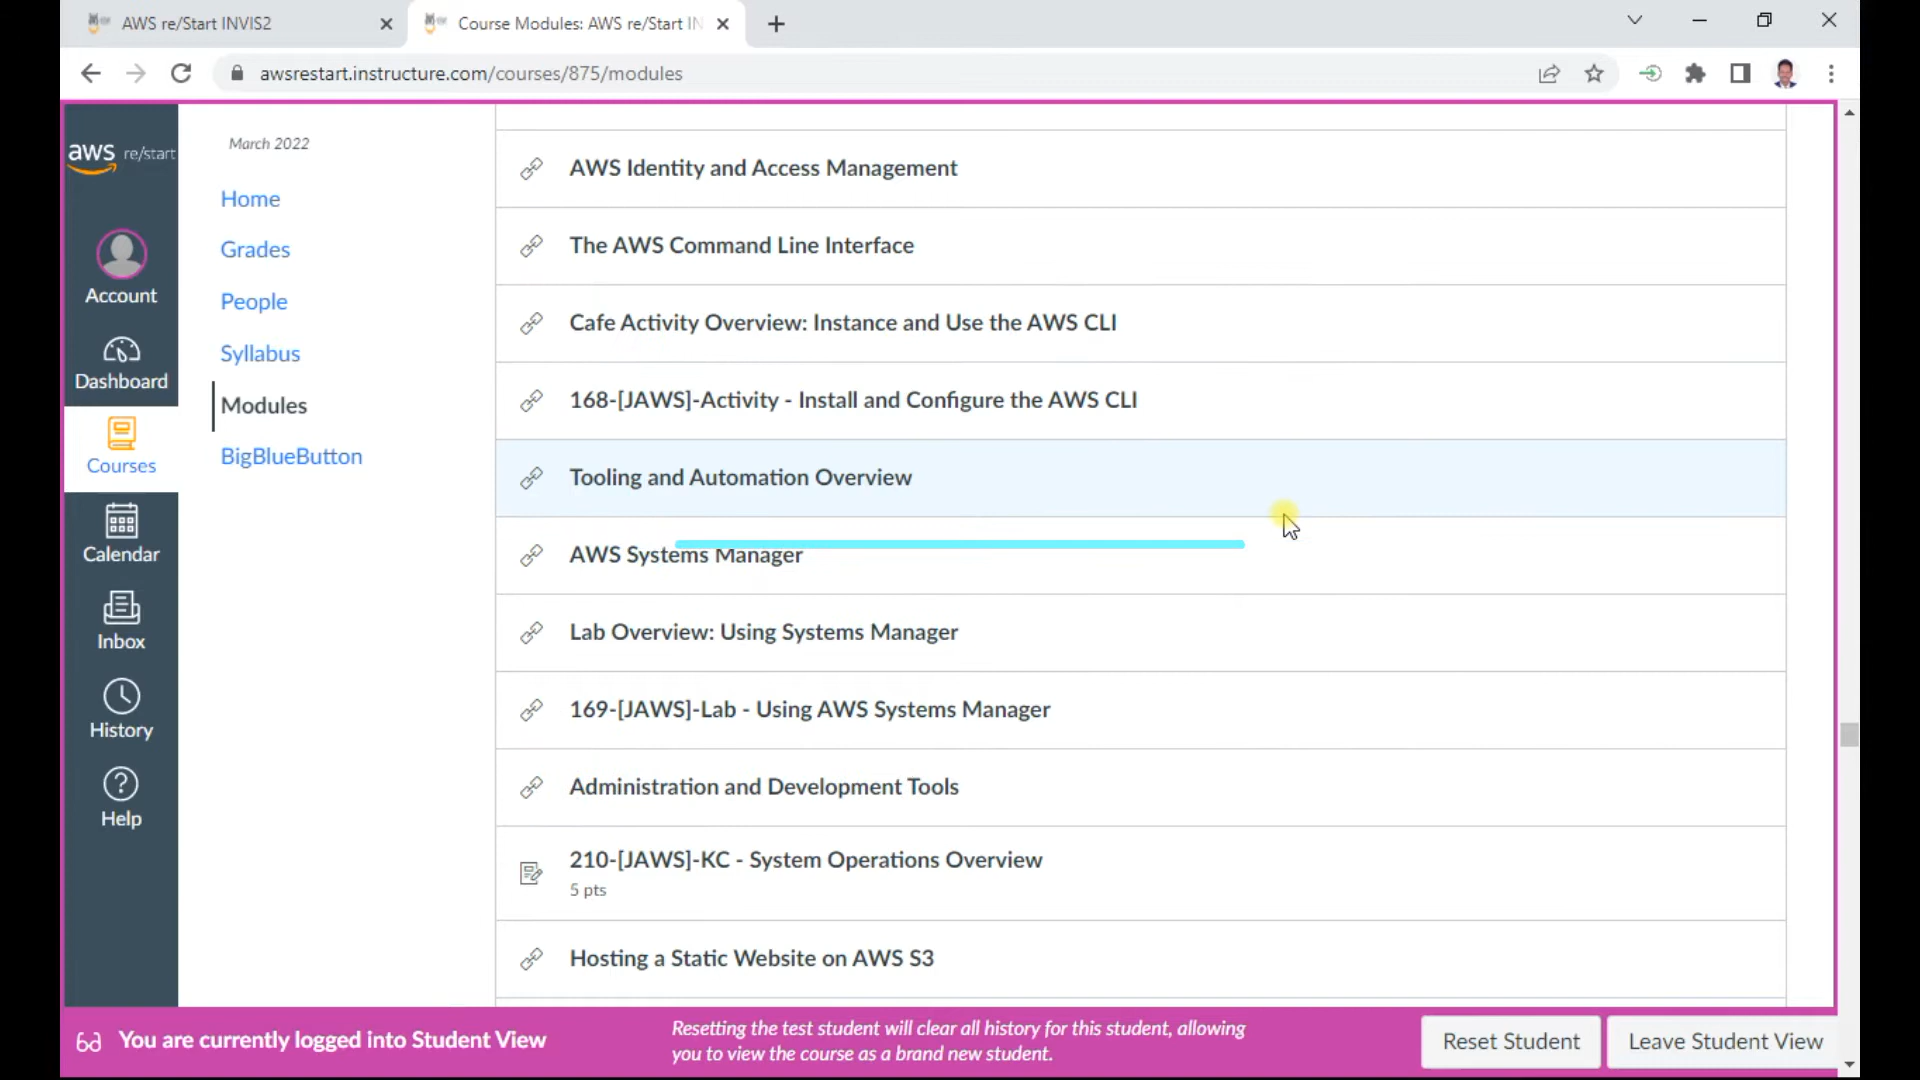 AWS re/Start INVIS2
Course Modules: AWS re/Start IN
awsrestart.instructure.com/courses/875/modules
aws re/start
Account
Dashboard
Courses
Calendar
Inbox
History
Help
March 2022
Home
Grades
People
Syllabus
Modules
BigBlueButton
AWS Identity and Access Management
The AWS Command Line Interface
Cafe Activity Overview: Instance and Use the AWS CLI
168-[JAWS]-Activity - Install and Configure the AWS CLI
Tooling and Automation Overview
AWS Systems Manager
Lab Overview: Using Systems Manager
169-[JAWS]-Lab - Using AWS Systems Manager
Administration and Development Tools
210-[JAWS]-KC - System Operations Overview
5 pts
Hosting a Static Website on AWS S3
You are currently logged into Student View
Resetting the test student will clear all history for this student, allowing
you to view the course as a brand new student.
Reset Student
Leave Student View